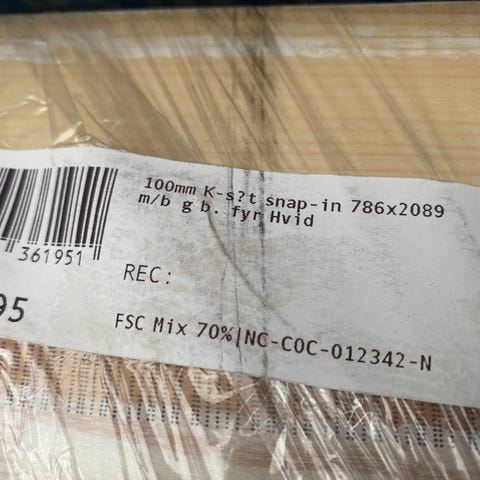 100mm K-s?t snap-in 786x2089
m/b g b. fyr Hvid
361951
REC:
95
FSC Mix 70%|NC-COC-012342-N